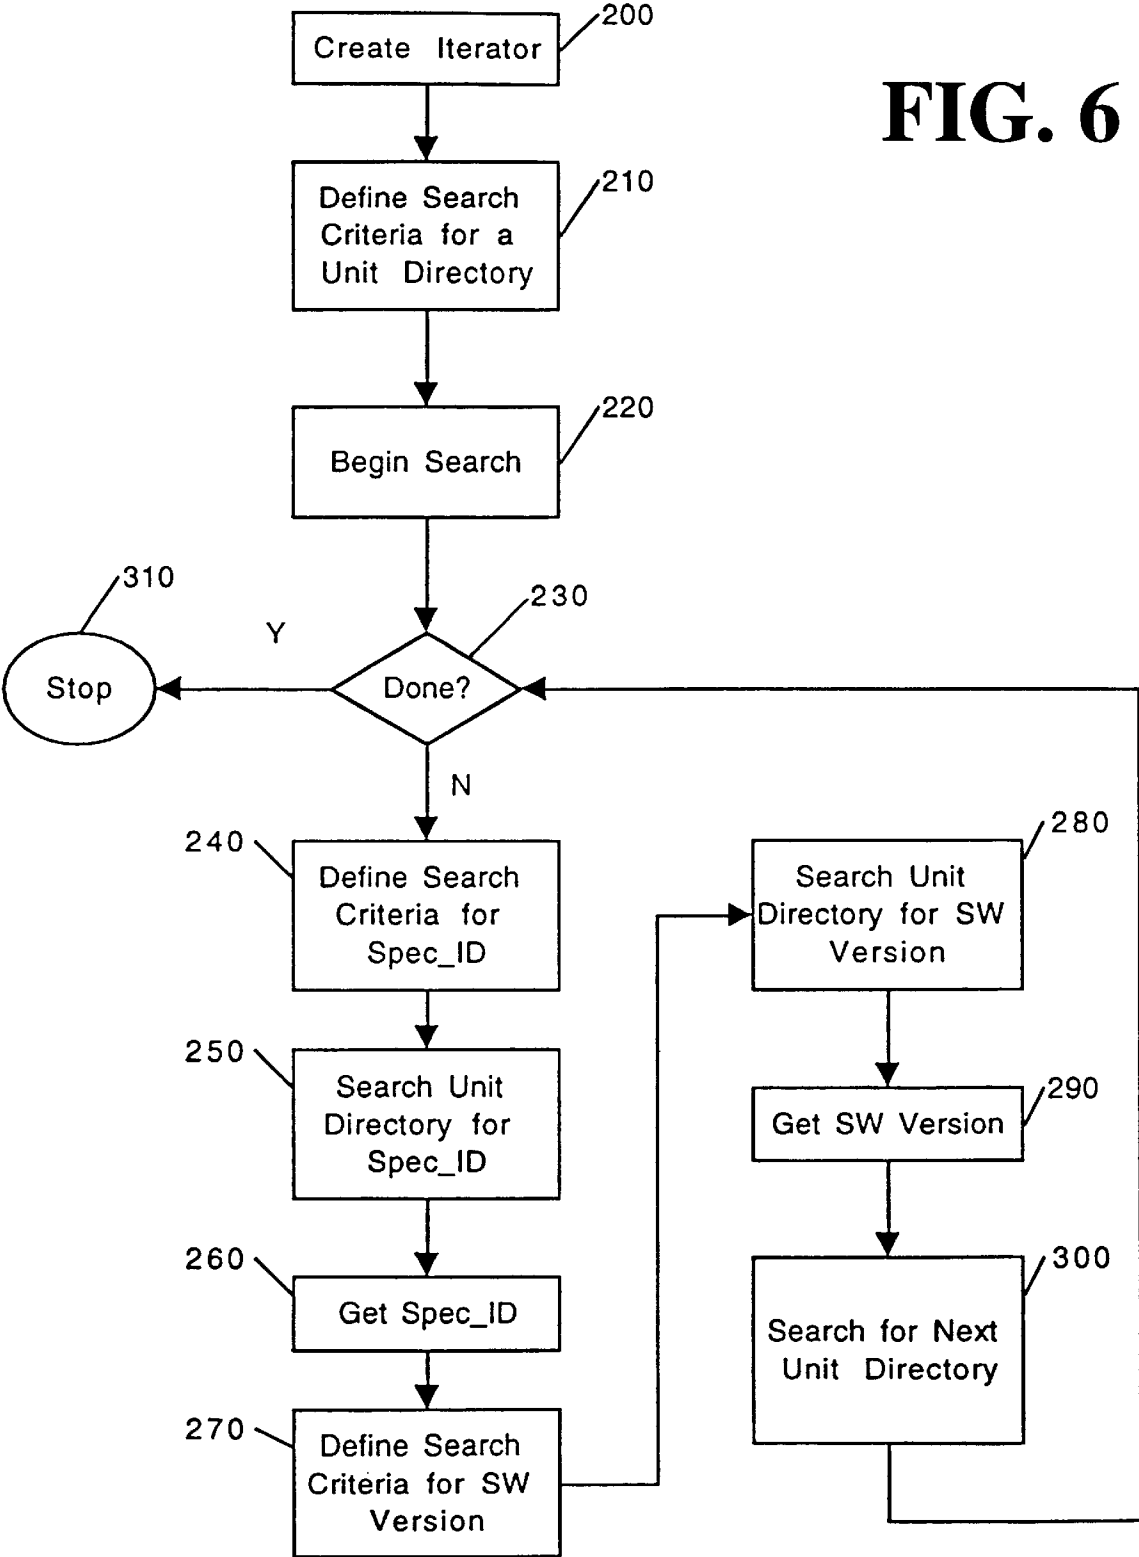 200
Create Iterator
FIG. 6
210
Define Search
Criteria for a
Unit Directory
220
Begin Search
310
230
Y
Stop
Done?
N
240
Define Search
Criteria for
Spec_ID
250
Search Unit
Directory for
Spec_ID
260
Get Spec_ID
270
Define Search
Criteria for SW
Version
280
Search Unit
Directory for SW
Version
290
Get SW Version
300
Search for Next
Unit Directory